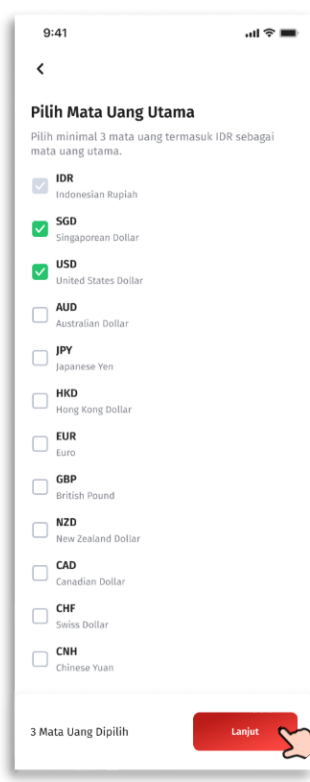 9:41
Pilih Mata Uang Utama
Pilih minimal 3 mata uang termasuk IDR sebagai
mata uang utama.
IDR
Indonesian Rupiah
SGD
Singaporean Dollar
USD
United States Dollar
AUD
Australian Dollar
JPY
Japanese Yen
HKD
Hong Kong Dollar
EUR
Euro
GBP
British Pound
NZD
New Zealand Dollar
CAD
Canadian Dollar
CHF
Swiss Dollar
CNH
Chinese Yuan
3 Mata Uang Dipilih
Lanjut